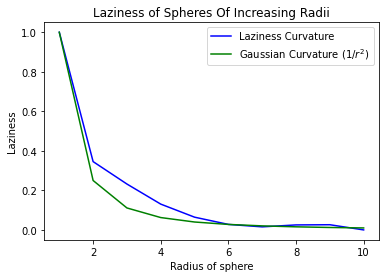 Laziness of Spheres Of Increasing Radii
Laziness Curvature
Gaussian Curvature (1/r²)
1.0
0.8
0.6
0.4
0.2
0.0
Laziness
2 4 6 8 10
Radius of sphere